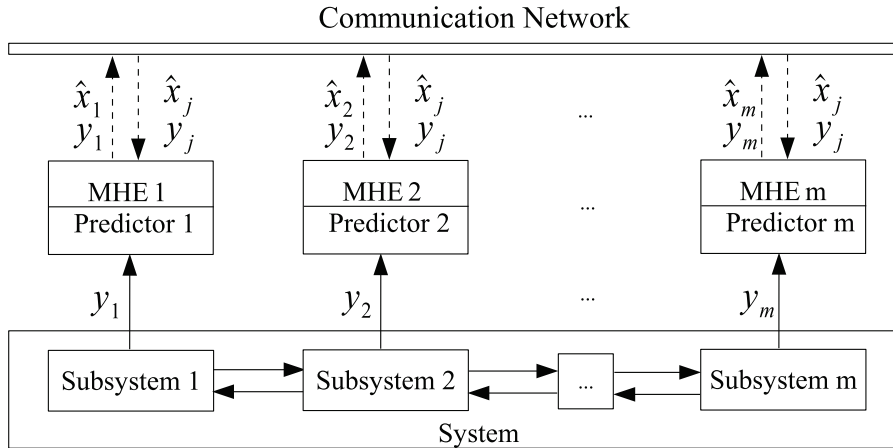 Communication Network
x̂₁ x̂ⱼ x̂₂ x̂ⱼ ... x̂ₘ x̂ⱼ
y₁ yⱼ y₂ yⱼ yₘ yⱼ
MHE 1 MHE 2 ... MHE m
Predictor 1 Predictor 2 Predictor m
y₁ y₂ ... yₘ
Subsystem 1 Subsystem 2 ... Subsystem m
System